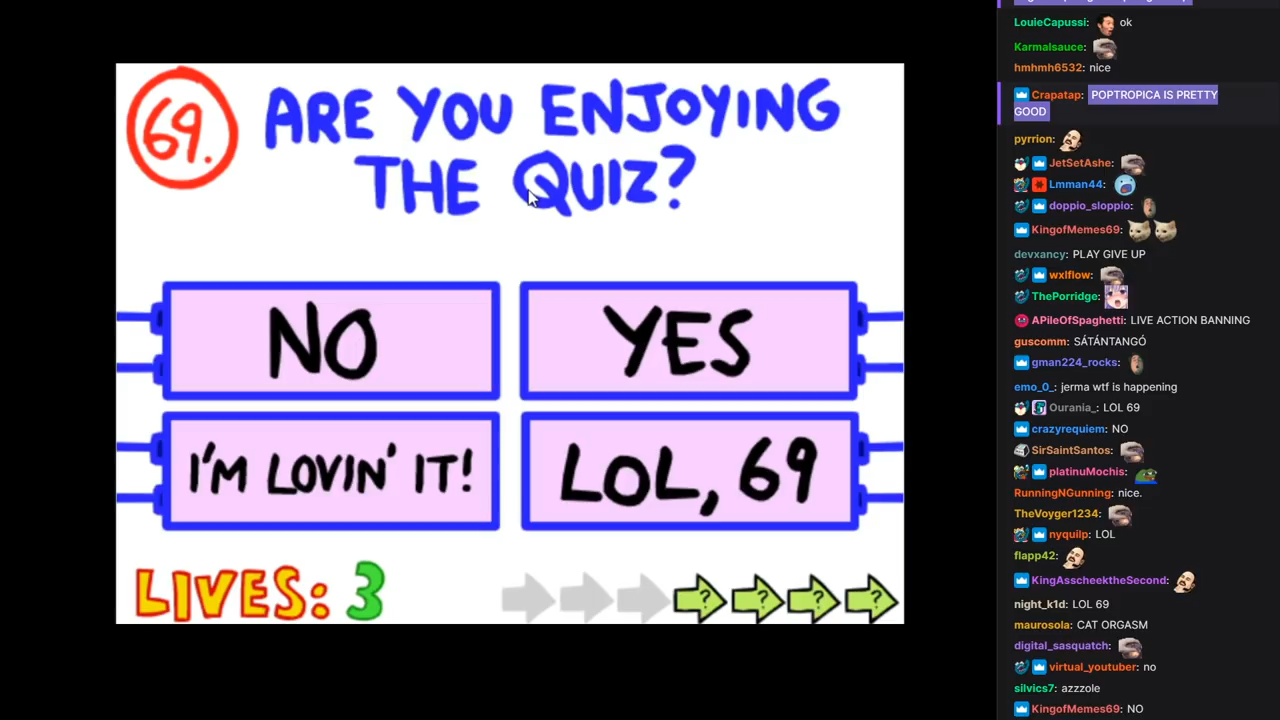 69.
ARE YOU ENJOYING
THE QUIZ?
NO
YES
I'M LOVIN' IT!
LOL, 69
LIVES: 3
? ? ? ?
LouieCapussi: ok
Karmalsauce:
hmhmh6532: nice
Crapatap: POPTROPICA IS PRETTY
GOOD
pyrrion:
JetSetAshe:
Lmman44:
doppio_sloppio:
KingofMemes69:
devxancy: PLAY GIVE UP
wxlflow:
ThePorridge:
APileOfSpaghetti: LIVE ACTION BANNING
guscomm: SÁTÁNTANGÓ
gman224_rocks:
emo_0_: jerma wtf is happening
Ourania_: LOL 69
crazyrequiem: NO
SirSaintSantos:
platinuMochis:
RunningNGunning: nice.
TheVoyger1234:
nyquilp: LOL
flapp42:
KingAsscheektheSecond:
night_k1d: LOL 69
maurosola: CAT ORGASM
digital_sasquatch:
virtual_youtuber: no
silvics7: azzzole
KingofMemes69: NO